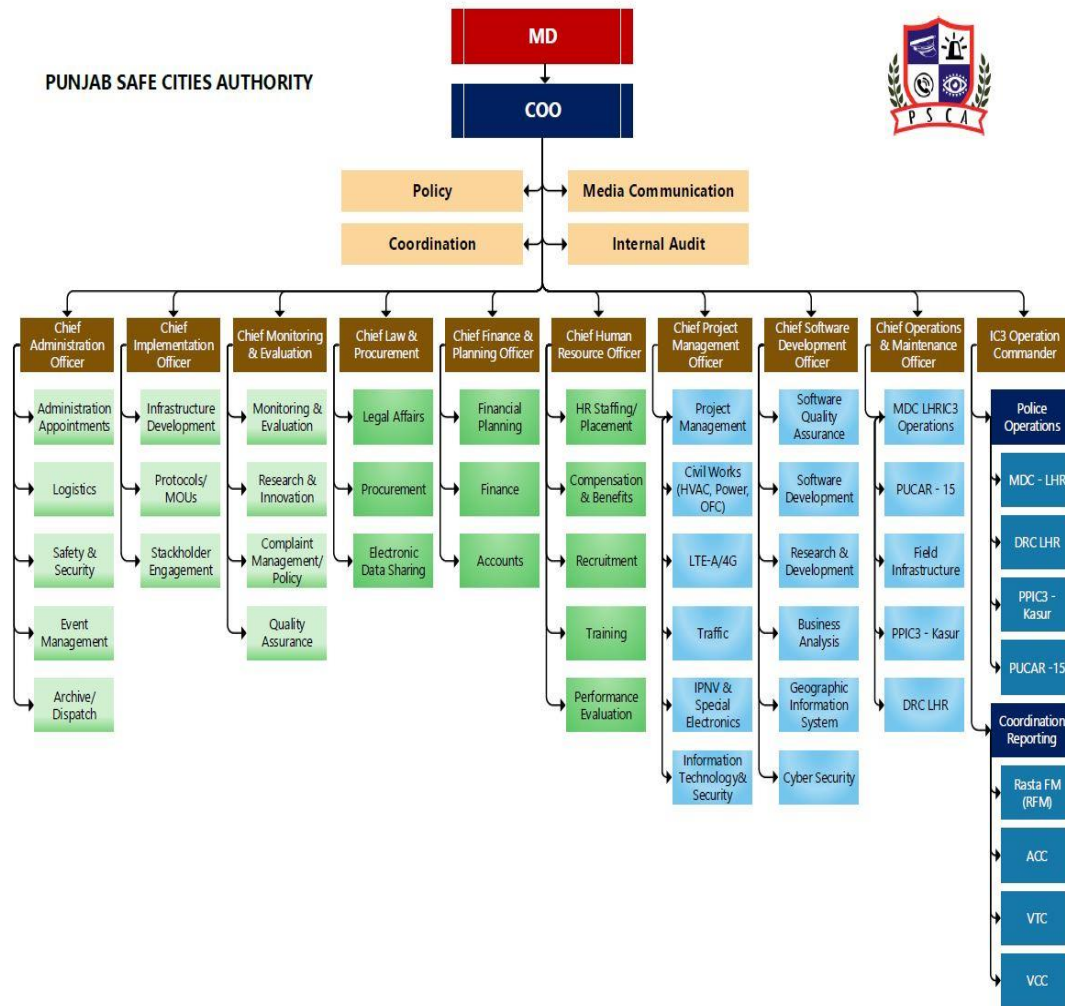 MD
PUNJAB SAFE CITIES AUTHORITY
COO
PSCA
Policy
Media Communication
Coordination
Internal Audit
Chief
Administration
Officer
Administration
Appointments
Logistics
Safety &
Security
Event
Management
Archive/
Dispatch
Chief
Implementation
Officer
Infrastructure
Development
Protocols/
MOUs
Stackholder
Engagement
Chief Monitoring
& Evaluation
Monitoring &
Evaluation
Research &
Innovation
Complaint
Management/
Policy
Quality
Assurance
Chief Law &
Procurement
Legal Affairs
Procurement
Electronic
Data Sharing
Chief Finance &
Planning Officer
Financial
Planning
Finance
Accounts
Chief Human
Resource Officer
HR Staffing/
Placement
Compensation
& Benefits
Recruitment
Training
Performance
Evaluation
Chief Project
Management
Officer
Project
Management
Civil Works
(HVAC, Power,
OFC)
LTE-A/4G
Traffic
IPNV &
Special
Electronics
Information
Technology&
Security
Chief Software
Development
Officer
Software
Quality
Assurance
Software
Development
Research &
Development
Business
Analysis
Geographic
Information
System
Cyber Security
Chief Operations
& Maintenance
Officer
MDC LHRIC3
Operations
PUCAR - 15
Field
Infrastructure
PPIC3 - Kasur
DRC LHR
IC3 Operation
Commander
Police
Operations
MDC - LHR
DRC LHR
PPIC3 -
Kasur
PUCAR -15
Coordination
Reporting
Rasta FM
(RFM)
ACC
VTC
VCC